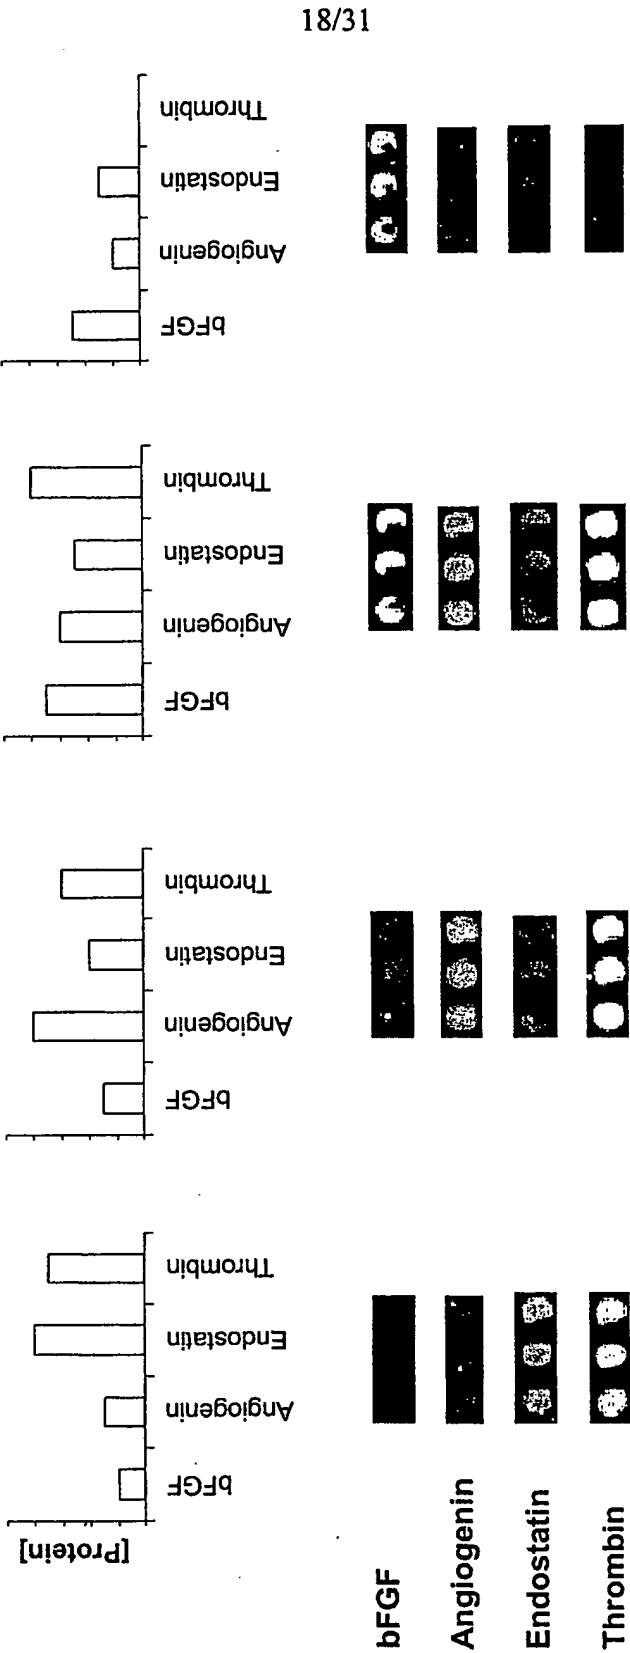 18/31
Thrombin
Endostatin
Angiogenin
bFGF
Thrombin
Endostatin
Angiogenin
bFGF
Thrombin
Endostatin
Angiogenin
bFGF
Thrombin
Endostatin
Angiogenin
bFGF
[Protein]
bFGF
Angiogenin
Endostatin
Thrombin